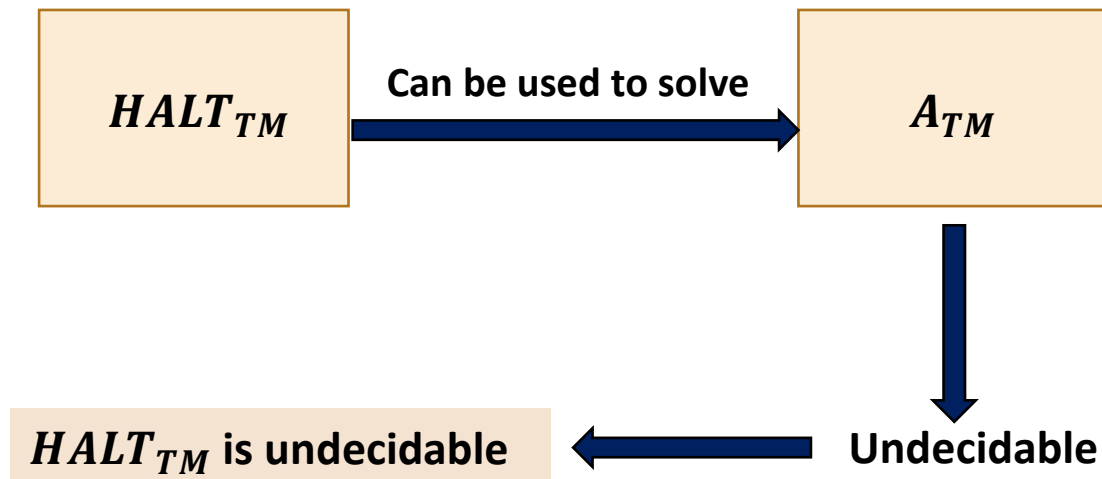 HALT_TM
Can be used to solve
A_TM
HALT_TM is undecidable
Undecidable